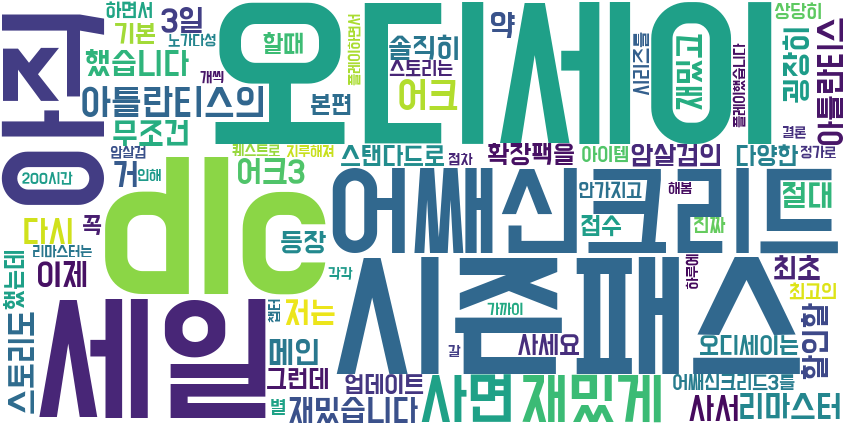 하면서
기본
3일
노가다성
했습니다
개씩
아틀란티스의
본편
무조건
오디세이
할때
플레이하면서
솔직히
스토리는
약
어크
재밌고
시리즈를
플레이했습니다
굉장히
상당히
아틀란티스
결론
정가로
암살검
퀘스트로
지루해져
200시간
거
인해
어크3
스탠다드로
점차
확장팩을
아이템
암살검의
다양한
dlc
어쌔신크리드
안가지고
해봄
절대
다시
꼭
등장
접수
진짜
리마스터는
이제
각각
시즌패스
하루에
최초
최고의
했는데
세일
챕터
저는
가까이
스토리도
메인
갈
사세요
오디세이는
할인할
그런데
업데이트
어쌔신크리드3를
별
재밌습니다
사면
재밌게
사서
리마스터